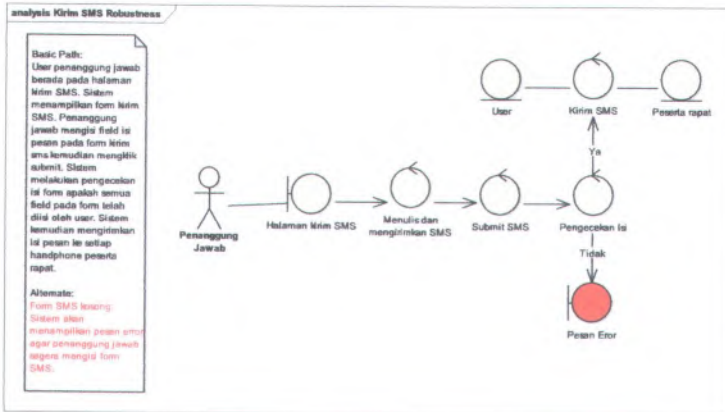 analysis Kirim SMS Robustness
Basic Path:
User penanggung jawab
berada pada halaman
kirim SMS. Sistem
menampilkan form kirim
SMS. Penanggung
jawab mengisi field isi
pesan pada form kirim
sms kemudian mengklik
submit. Sistem
melakukan pengecekan
isi form apakah semua
field pada form telah
diisi oleh user. Sistem
kemudian mengirimkan
isi pesan ke setiap
handphone peserta
rapat.
Alternate:
Form SMS kosong:
Sistem akan
menampilkan pesan error
agar penanggung jawab
segera mengisi form
SMS.
User
Kirim SMS
Peserta rapat
Ya
Penanggung
Jawab
Halaman kirim SMS
Menulis dan
mengirimkan SMS
Submit SMS
Pengecekan Isi
Tidak
Pesan Eror